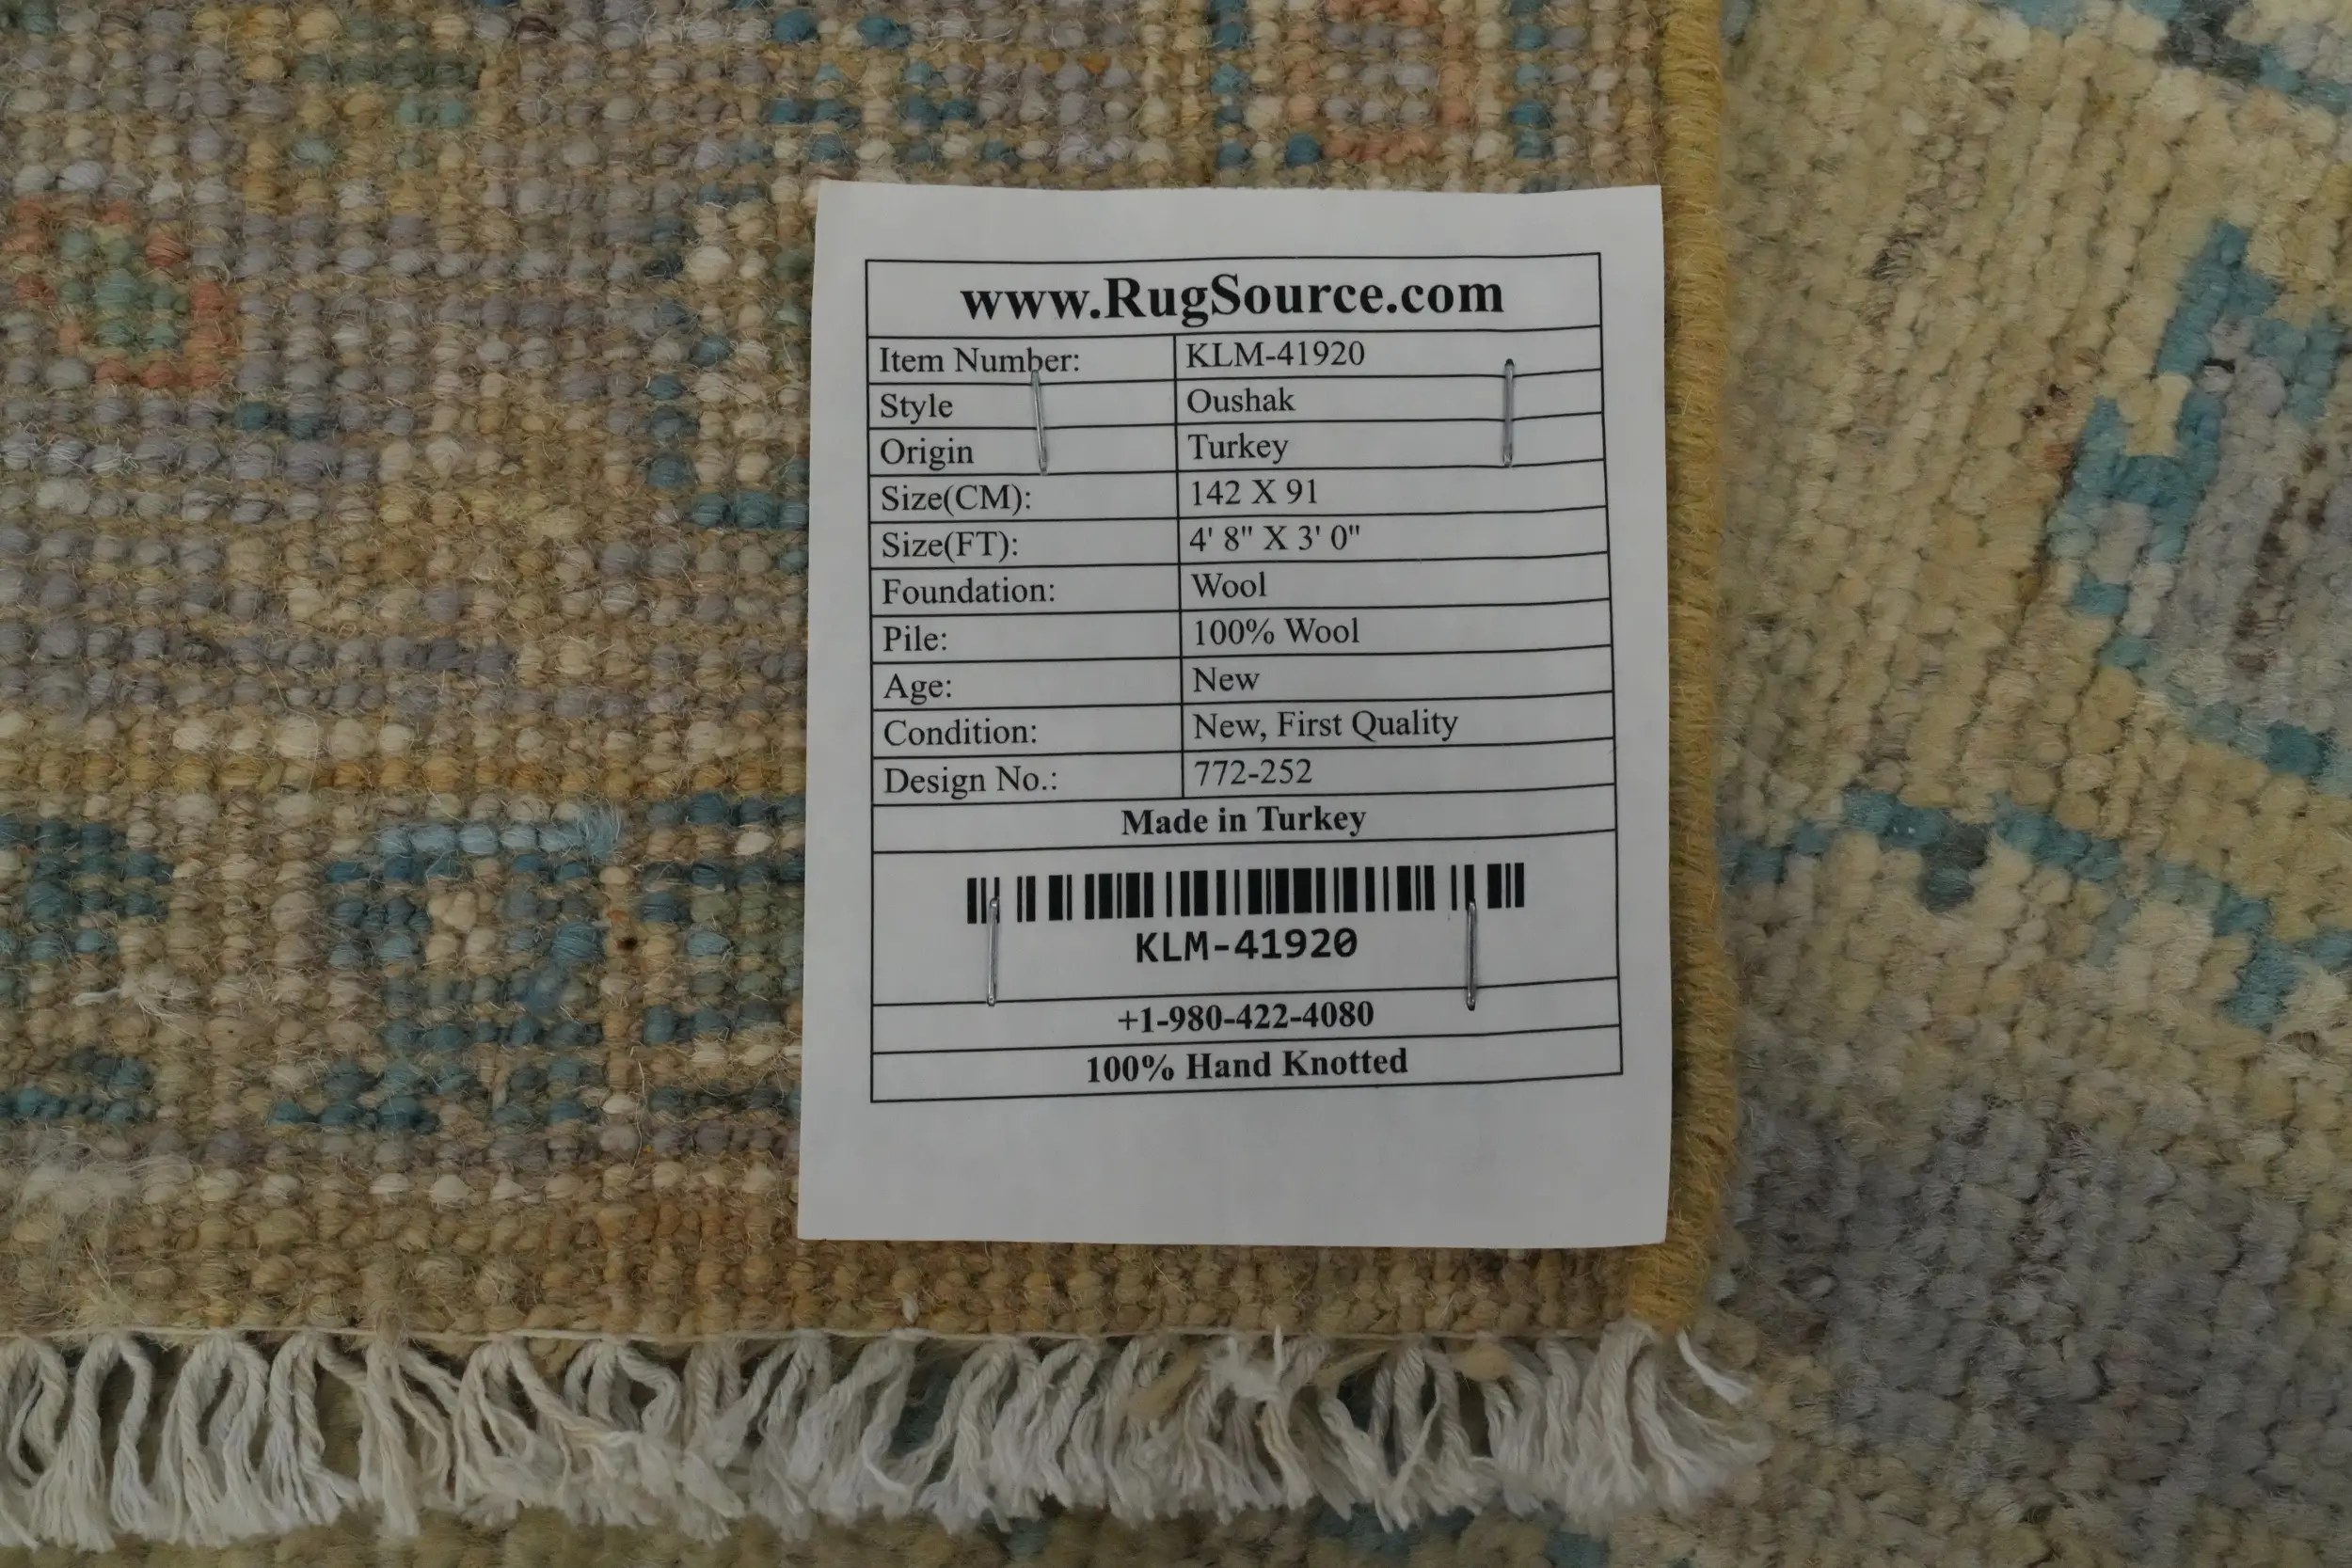 www.RugSource.com
Item Number: KLM-41920
Style Oushak
Origin Turkey
Size(CM): 142 X 91
Size(FT): 4' 8" X 3' 0"
Foundation: Wool
Pile: 100% Wool
Age: New
Condition: New, First Quality
Design No.: 772-252
Made in Turkey
KLM-41920
+1-980-422-4080
100% Hand Knotted